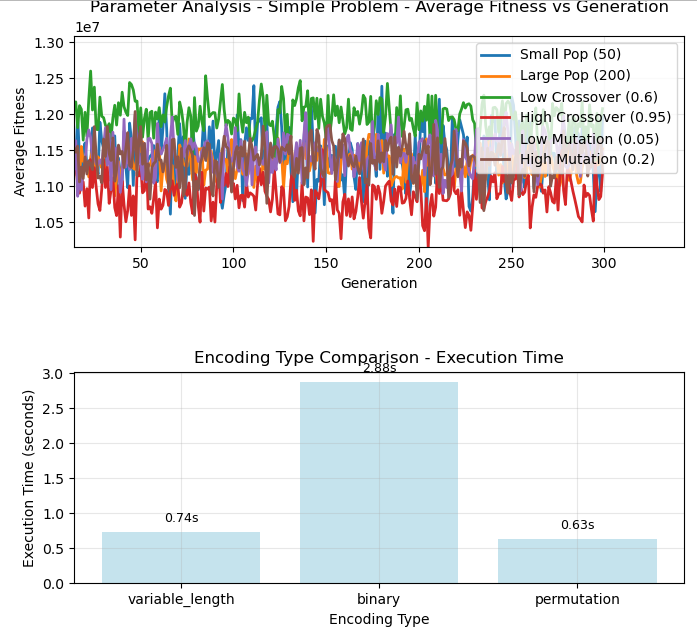 Parameter Analysis - Simple Problem - Average Fitness vs Generation
1e7
1.30
1.25
1.20
1.15
1.10
1.05
Average Fitness
Small Pop (50)
Large Pop (200)
Low Crossover (0.6)
High Crossover (0.95)
Low Mutation (0.05)
High Mutation (0.2)
50 100 150 200 250 300
Generation
Encoding Type Comparison - Execution Time
3.0
2.5
2.0
1.5
1.0
0.5
0.0
Execution Time (seconds)
0.74s
2.88s
0.63s
variable_length binary permutation
Encoding Type